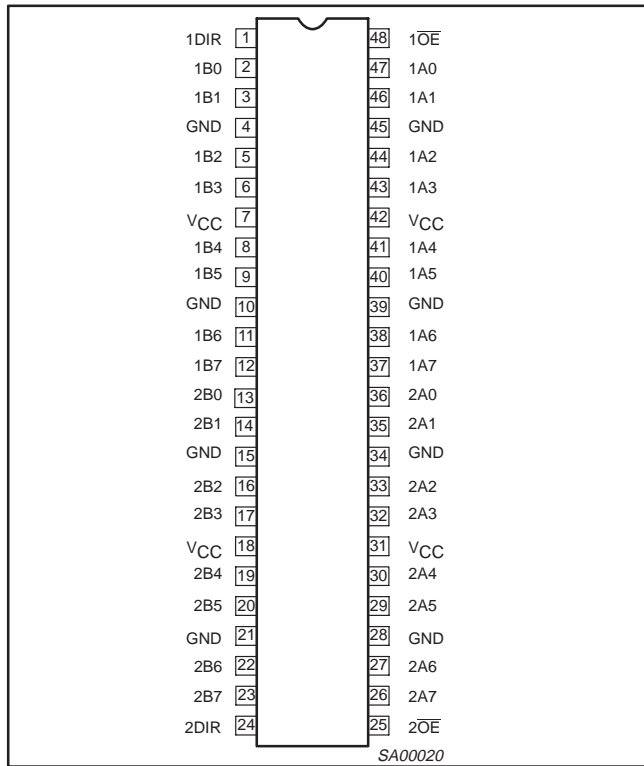 1DIR 1 48 1O̅E̅
1B0 2 47 1A0
1B1 3 46 1A1
GND 4 45 GND
1B2 5 44 1A2
1B3 6 43 1A3
VCC 7 42 VCC
1B4 8 41 1A4
1B5 9 40 1A5
GND 10 39 GND
1B6 11 38 1A6
1B7 12 37 1A7
2B0 13 36 2A0
2B1 14 35 2A1
GND 15 34 GND
2B2 16 33 2A2
2B3 17 32 2A3
VCC 18 31 VCC
2B4 19 30 2A4
2B5 20 29 2A5
GND 21 28 GND
2B6 22 27 2A6
2B7 23 26 2A7
2DIR 24 25 2O̅E̅
SA00020